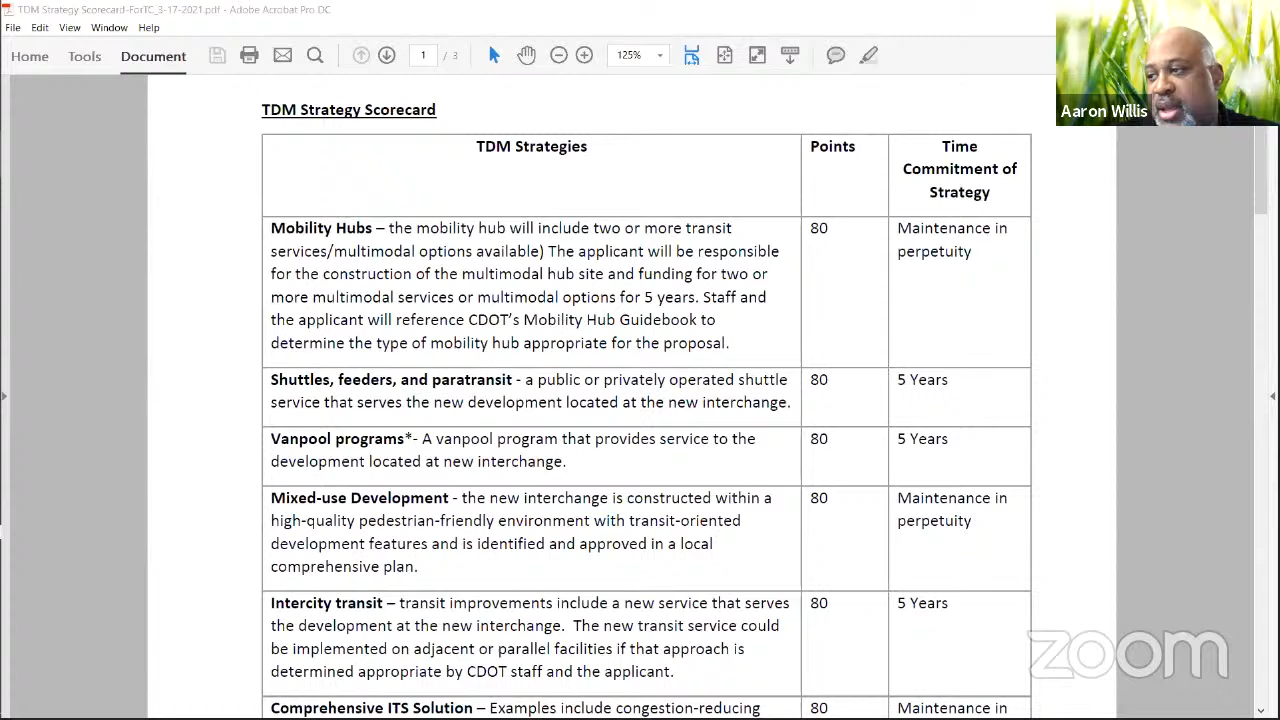 TDM Strategy Scorecard-ForTC_3-17-2021.pdf - Adobe Acrobat Pro DC
File Edit View Window Help
Home Tools Document 1 / 3 125%
Aaron Willis
TDM Strategy Scorecard
TDM Strategies Points Time
Commitment of
Strategy
Mobility Hubs – the mobility hub will include two or more transit 80 Maintenance in
services/multimodal options available) The applicant will be responsible perpetuity
for the construction of the multimodal hub site and funding for two or
more multimodal services or multimodal options for 5 years. Staff and
the applicant will reference CDOT's Mobility Hub Guidebook to
determine the type of mobility hub appropriate for the proposal.
Shuttles, feeders, and paratransit - a public or privately operated shuttle 80 5 Years
service that serves the new development located at the new interchange.
Vanpool programs*- A vanpool program that provides service to the 80 5 Years
development located at new interchange.
Mixed-use Development - the new interchange is constructed within a 80 Maintenance in
high-quality pedestrian-friendly environment with transit-oriented perpetuity
development features and is identified and approved in a local
comprehensive plan.
Intercity transit – transit improvements include a new service that serves 80 5 Years
the development at the new interchange. The new transit service could
be implemented on adjacent or parallel facilities if that approach is
determined appropriate by CDOT staff and the applicant.
Comprehensive ITS Solution – Examples include congestion-reducing 80 Maintenance in
zoom